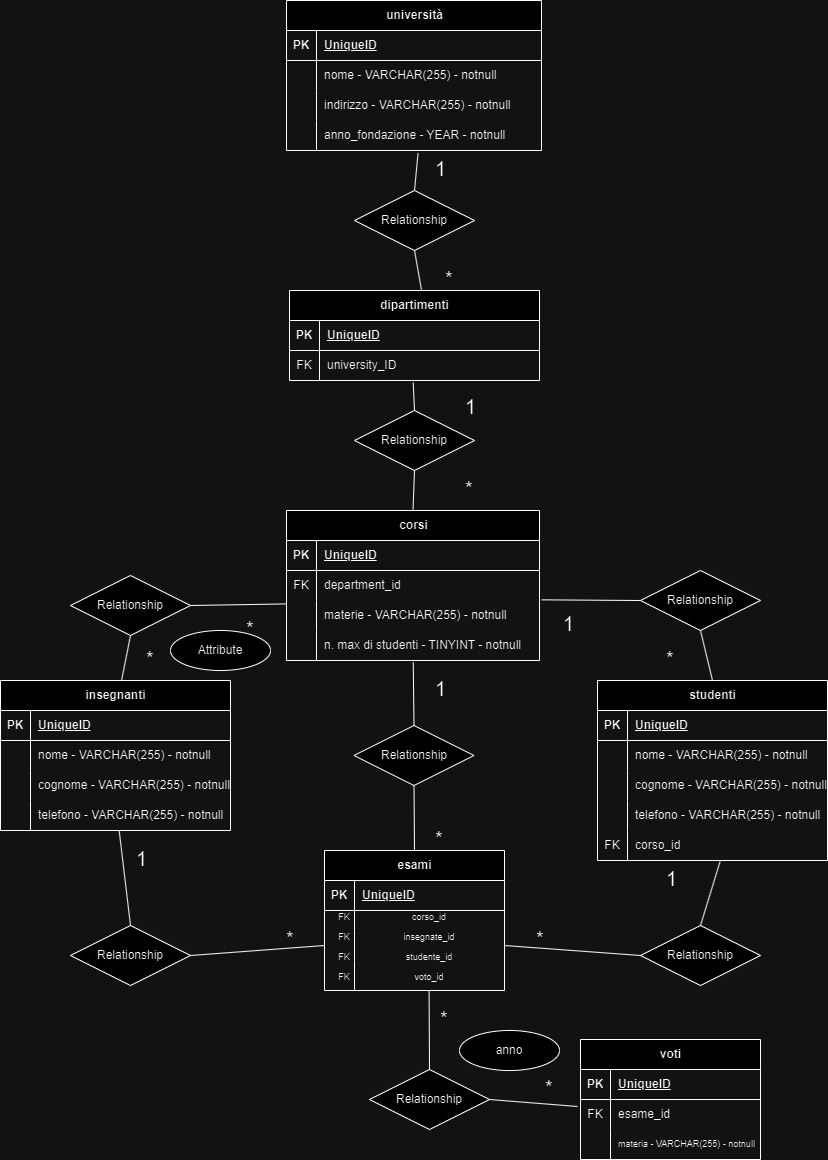 università
PK UniqueID
nome - VARCHAR(255) - notnull
indirizzo - VARCHAR(255) - notnull
anno_fondazione - YEAR - notnull
1
Relationship
*
dipartimenti
PK UniqueID
FK university_ID
1
Relationship
*
corsi
PK UniqueID
FK department_id
materie - VARCHAR(255) - notnull
n. max di studenti - TINYINT - notnull
Relationship
*
*
Attribute
Relationship
1
*
insegnanti
PK UniqueID
nome - VARCHAR(255) - notnull
cognome - VARCHAR(255) - notnull
telefono - VARCHAR(255) - notnull
1
Relationship
*
studenti
PK UniqueID
nome - VARCHAR(255) - notnull
cognome - VARCHAR(255) - notnull
telefono - VARCHAR(255) - notnull
FK corso_id
1
Relationship
*
esami
PK UniqueID
FK corso_id
FK insegnate_id
FK studente_id
FK voto_id
1
Relationship
*
*
anno
Relationship
*
voti
PK UniqueID
FK esame_id
materia - VARCHAR(255) - notnull